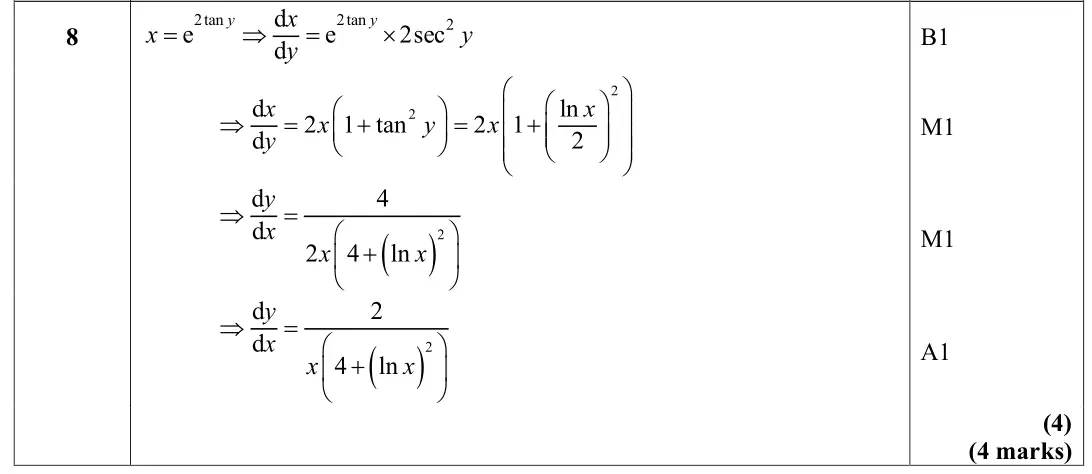 8 x = e^{2 tan y} ⇒ dx/dy = e^{2 tan y} × 2sec² y B1
⇒ dx/dy = 2x(1 + tan² y) = 2x(1 + (ln x / 2)²) M1
⇒ dy/dx = 4 / (2x(4 + (ln x)²)) M1
⇒ dy/dx = 2 / (x(4 + (ln x)²)) A1
(4)
(4 marks)